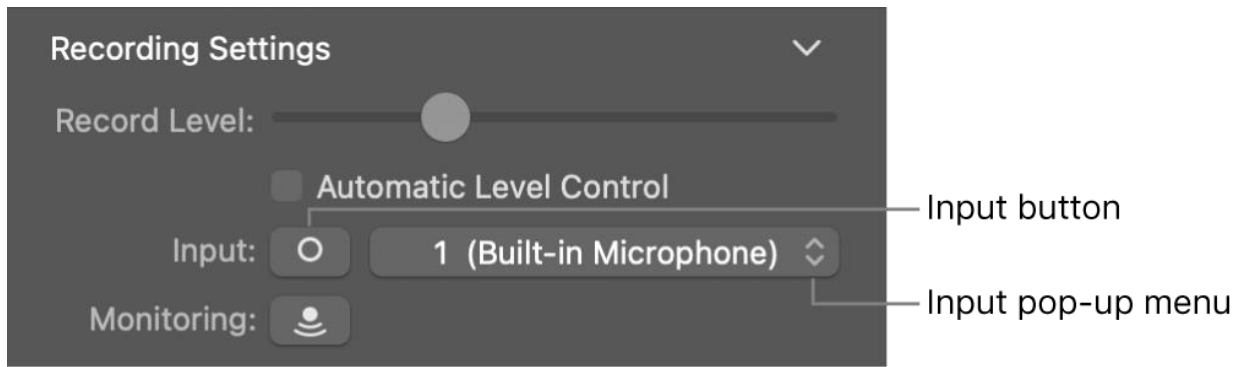 Recording Settings
Record Level:
Automatic Level Control
Input button
Input: 1 (Built-in Microphone)
Input pop-up menu
Monitoring: